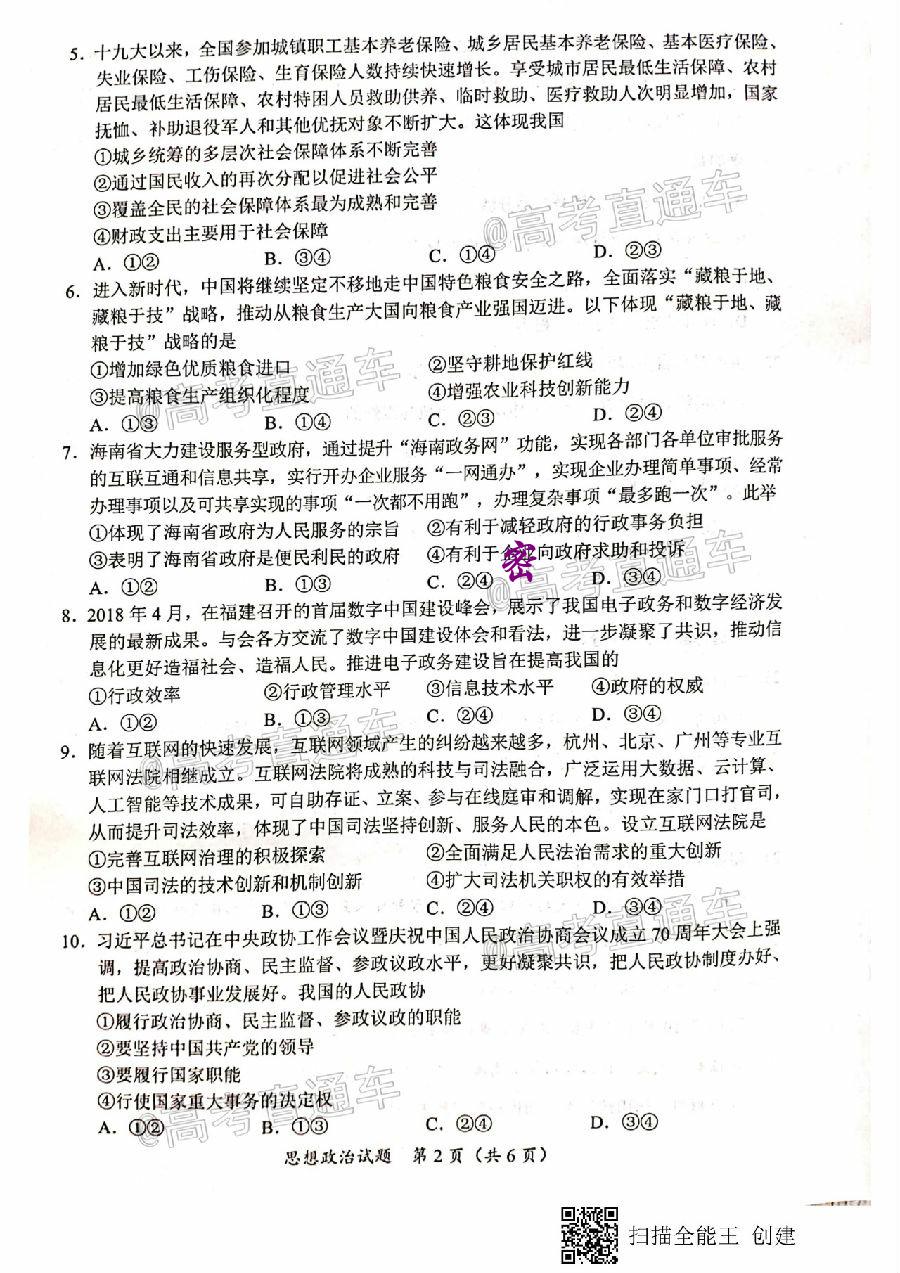 5．十九大以来，全国参加城镇职工基本养老保险、城乡居民基本养老保险、基本医疗保险、
失业保险、工伤保险、生育保险人数持续快速增长。享受城市居民最低生活保障、农村
居民最低生活保障、农村特困人员救助供养、临时救助、医疗救助人次明显增加，国家
抚恤、补助退役军人和其他优抚对象不断扩大。这体现我国
①城乡统筹的多层次社会保障体系不断完善
②通过国民收入的再次分配以促进社会公平
③覆盖全民的社会保障体系最为成熟和完善
④财政支出主要用于社会保障
A．①② B．③④ C．①④ D．②③
6．进入新时代，中国将继续坚定不移地走中国特色粮食安全之路，全面落实“藏粮于地、
藏粮于技”战略，推动从粮食生产大国向粮食产业强国迈进。以下体现“藏粮于地、藏
粮于技”战略的是
①增加绿色优质粮食进口 ②坚守耕地保护红线
③提高粮食生产组织化程度 ④增强农业科技创新能力
A．①③ B．①④ C．②③ D．②④
7．海南省大力建设服务型政府，通过提升“海南政务网”功能，实现各部门各单位审批服务
的互联互通和信息共享，实行开办企业服务“一网通办”，实现企业办理简单事项、经常
办理事项以及可共享实现的事项“一次都不用跑”，办理复杂事项“最多跑一次”。此举
①体现了海南省政府为人民服务的宗旨 ②有利于减轻政府的行政事务负担
③表明了海南省政府是便民利民的政府 ④有利于密向政府求助和投诉
A．①② B．①③ C．②④ D．③④
8．2018 年 4 月，在福建召开的首届数字中国建设峰会，展示了我国电子政务和数字经济发
展的最新成果。与会各方交流了数字中国建设体会和看法，进一步凝聚了共识，推动信
息化更好造福社会、造福人民。推进电子政务建设旨在提高我国的
①行政效率 ②行政管理水平 ③信息技术水平 ④政府的权威
A．①② B．①③ C．②④ D．③④
9．随着互联网的快速发展，互联网领域产生的纠纷越来越多，杭州、北京、广州等专业互
联网法院相继成立。互联网法院将成熟的科技与司法融合，广泛运用大数据、云计算、
人工智能等技术成果，可自助存证、立案、参与在线庭审和调解，实现在家门口打官司，
从而提升司法效率，体现了中国司法坚持创新、服务人民的本色。设立互联网法院是
①完善互联网治理的积极探索 ②全面满足人民法治需求的重大创新
③中国司法的技术创新和机制创新 ④扩大司法机关职权的有效举措
A．①② B．①③ C．②④ D．③④
10．习近平总书记在中央政协工作会议暨庆祝中国人民政治协商会议成立 70 周年大会上强
调，提高政治协商、民主监督、参政议政水平，更好凝聚共识，把人民政协制度办好、
把人民政协事业发展好。我国的人民政协
①履行政治协商、民主监督、参政议政的职能
②要坚持中国共产党的领导
③要履行国家职能
④行使国家重大事务的决定权
A．①② B．①③ C．②④ D．③④
思想政治试题 第 2 页（共 6 页）
扫描全能王 创建
@高考直通车
@高考直通车
@高考直通车
@高考直通车
@高考直通车
@高考直通车